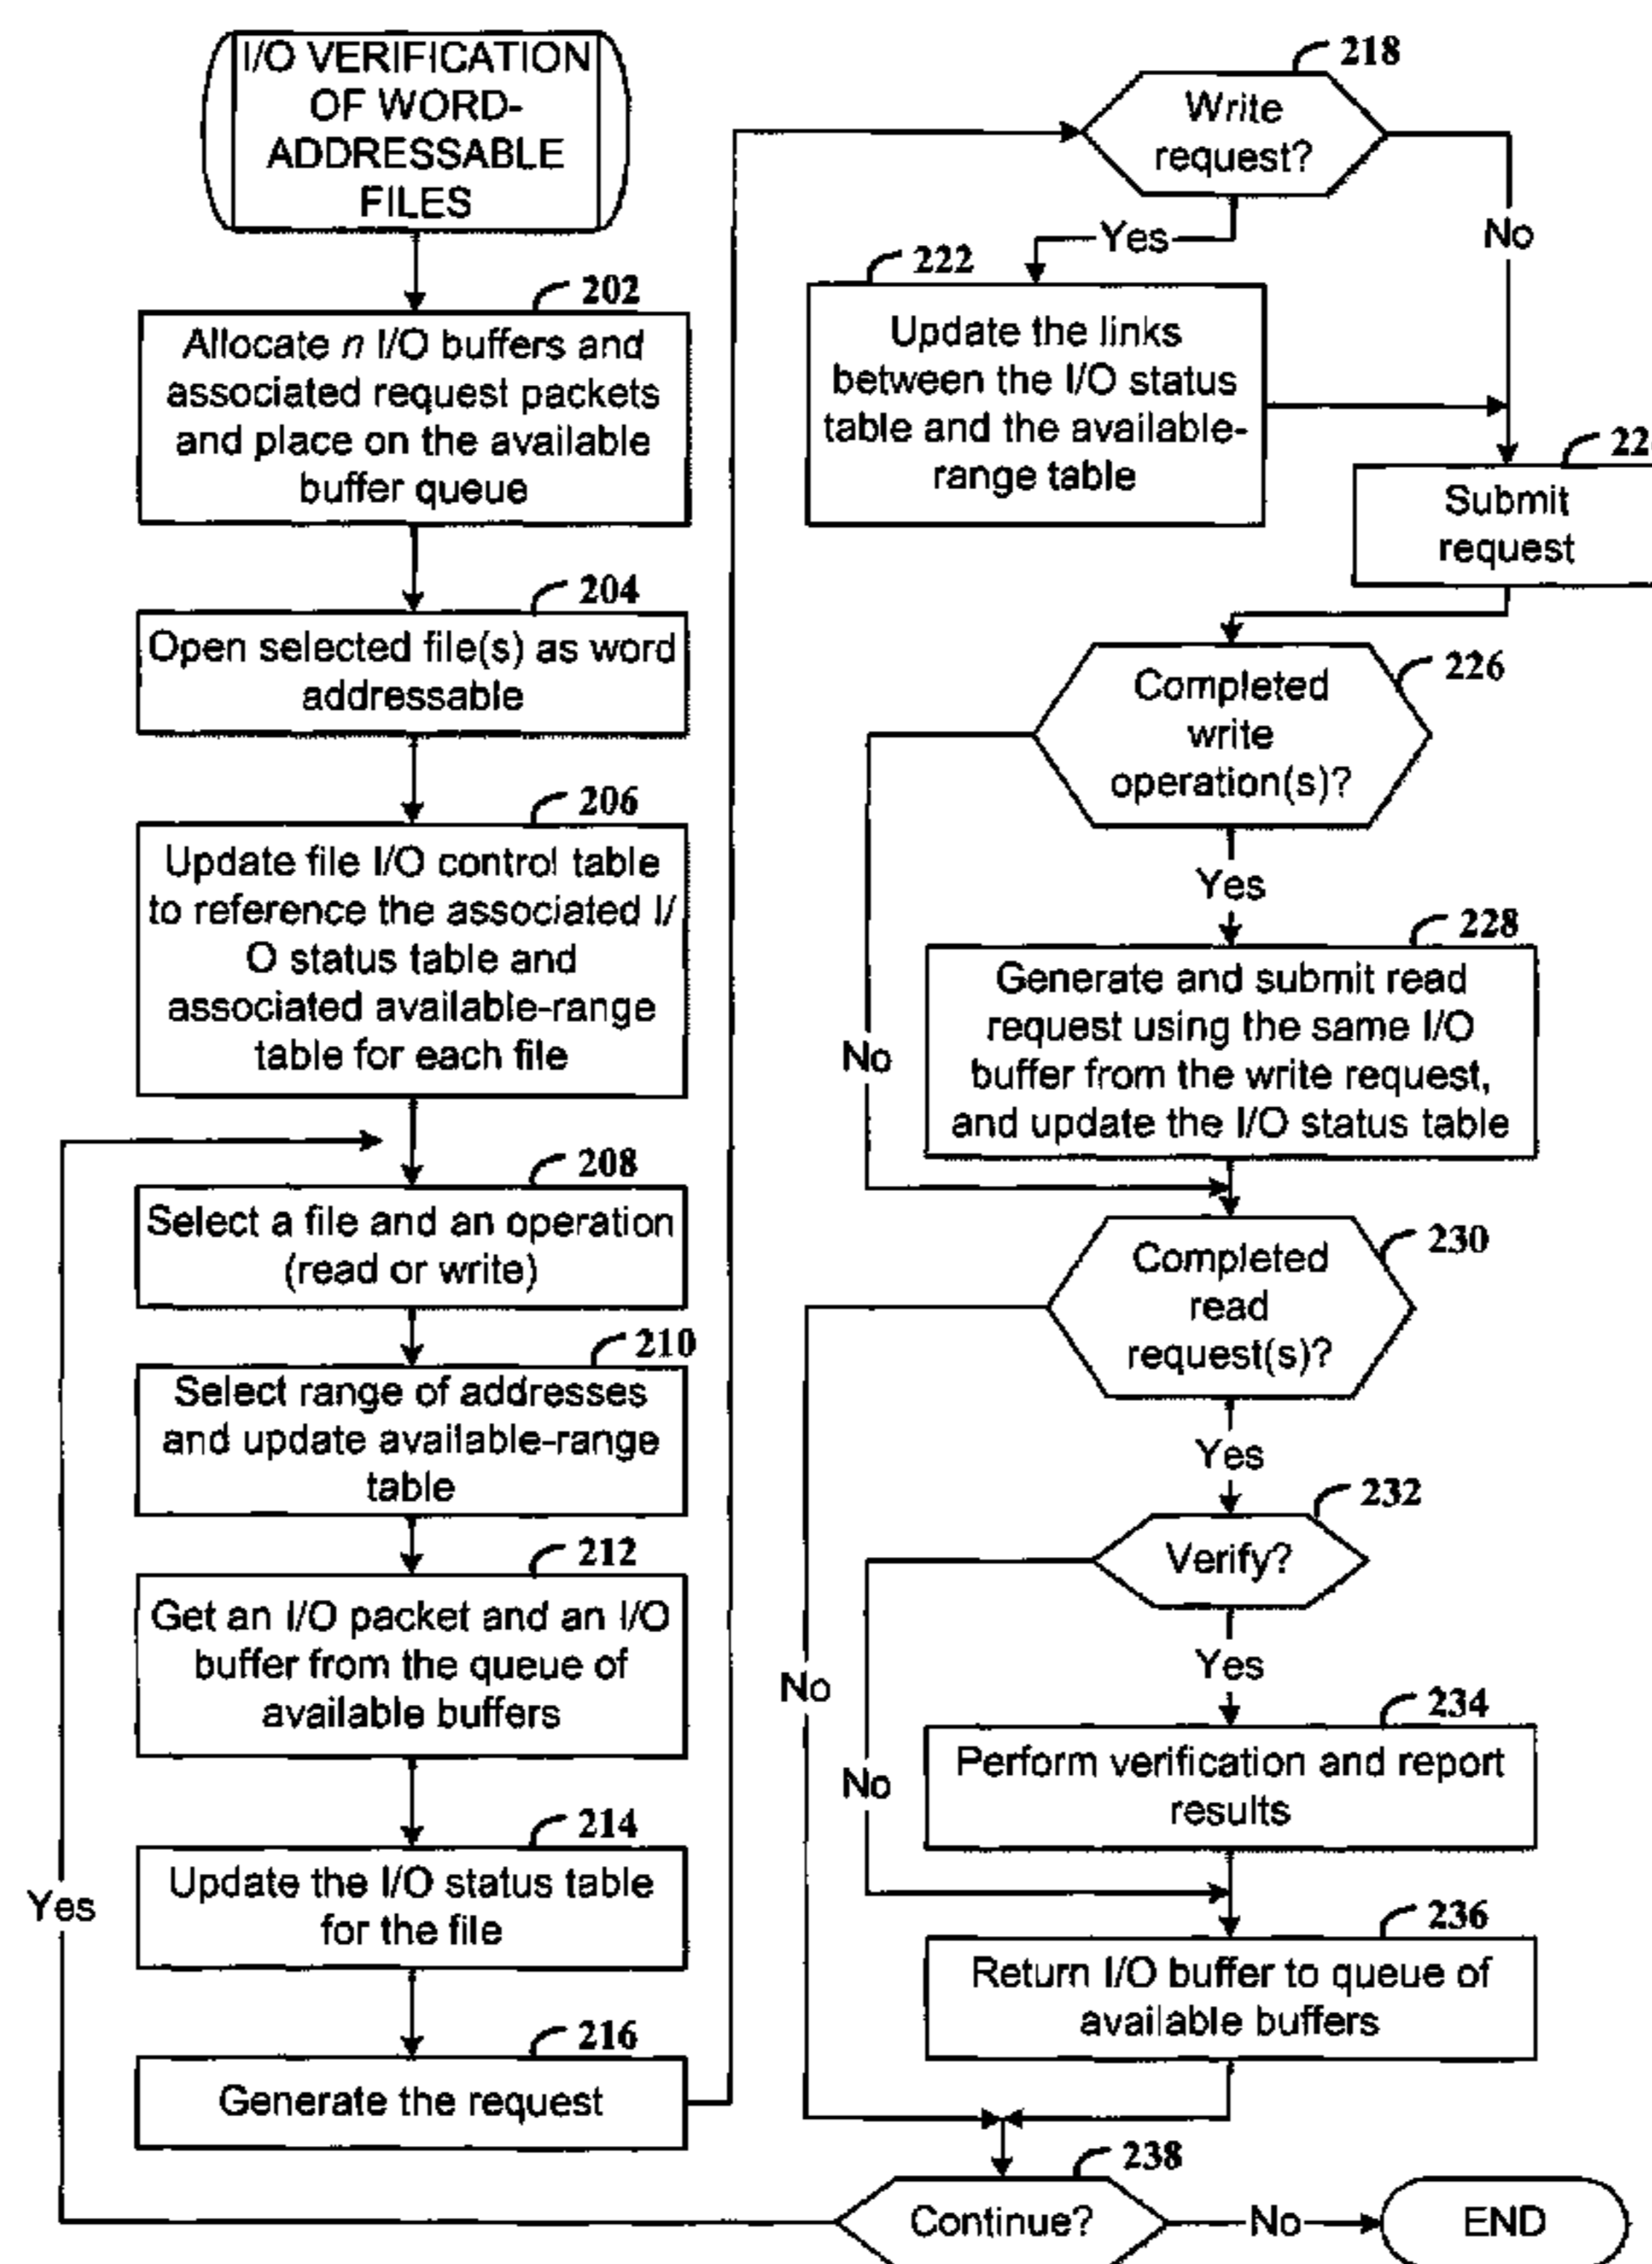 I/O VERIFICATION
OF WORD-
ADDRESSABLE
FILES
202
Allocate n I/O buffers and
associated request packets
and place on the available
buffer queue
204
Open selected file(s) as word
addressable
206
Update file I/O control table
to reference the associated I/
O status table and
associated available-range
table for each file
208
Select a file and an operation
(read or write)
210
Select range of addresses
and update available-range
table
212
Get an I/O packet and an I/O
buffer from the queue of
available buffers
214
Update the I/O status table
for the file
216
Generate the request
218
Write
request?
Yes
No
222
Update the links
between the I/O status
table and the available-
range table
22
Submit
request
226
Completed
write
operation(s)?
Yes
No
228
Generate and submit read
request using the same I/O
buffer from the write request,
and update the I/O status table
230
Completed
read
request(s)?
Yes
No
232
Verify?
Yes
No
234
Perform verification and report
results
236
Return I/O buffer to queue of
available buffers
238
Continue?
Yes
No
END